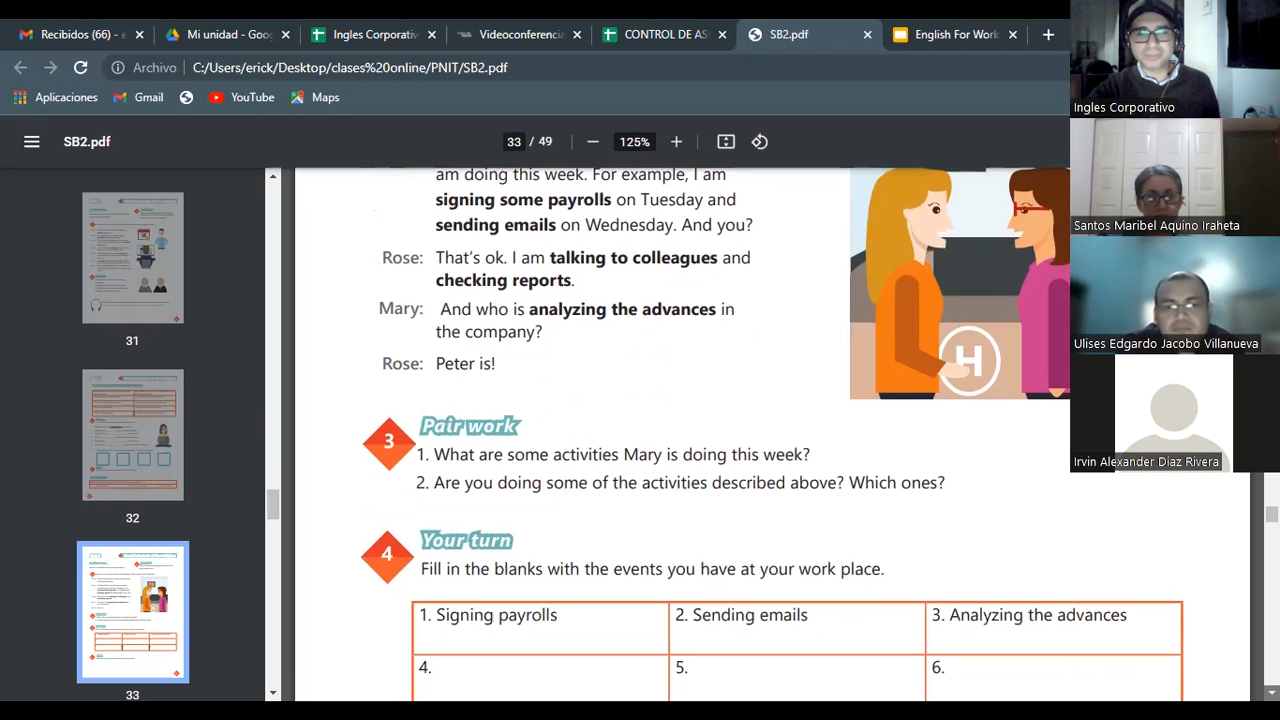 Recibidos (66) - e
Mi unidad - Goog
Ingles Corporativ
Videoconferencia
CONTROL DE AS
SB2.pdf
English For Work
Archivo
C:/Users/erick/Desktop/clases%20online/PNIT/SB2.pdf
Aplicaciones
Gmail
YouTube
Maps
SB2.pdf
33 / 49
125%
31
32
33
am doing this week. For example, I am
signing some payrolls on Tuesday and
sending emails on Wednesday. And you?
Rose: That's ok. I am talking to colleagues and
checking reports.
Mary: And who is analyzing the advances in
the company?
Rose: Peter is!
H
3 Pair work
1. What are some activities Mary is doing this week?
2. Are you doing some of the activities described above? Which ones?
4 Your turn
Fill in the blanks with the events you have at your work place.
1. Signing payrolls
2. Sending emails
3. Analyzing the advances
4.
5.
6.
Ingles Corporativo
Santos Maribel Aquino Iraheta
Ulises Edgardo Jacobo Villanueva
Irvin Alexander Diaz Rivera